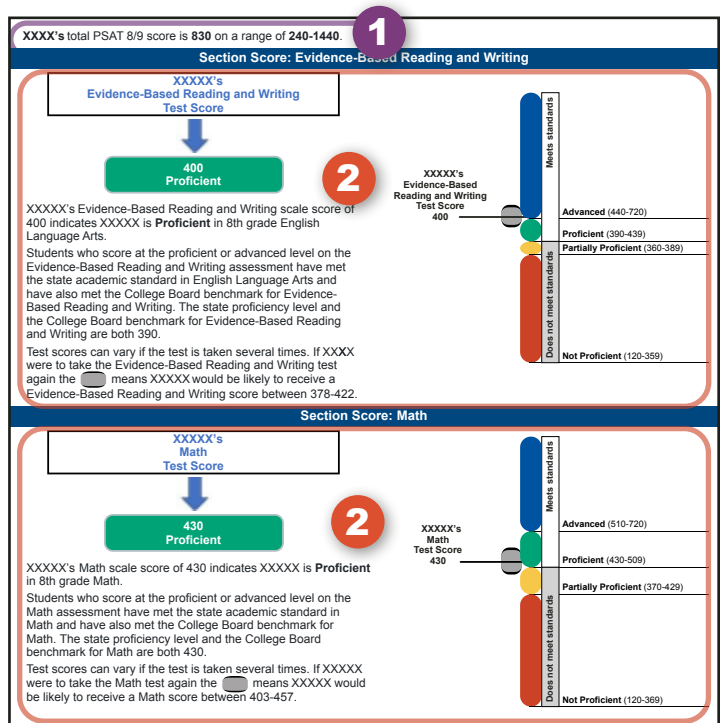 XXXX's total PSAT 8/9 score is 830 on a range of 240-1440.
1
Section Score: Evidence-Based Reading and Writing
XXXXX's
Evidence-Based Reading and Writing
Test Score
400
Proficient
2
XXXXX's Evidence-Based Reading and Writing scale score of
400 indicates XXXXX is Proficient in 8th grade English
Language Arts.
Students who score at the proficient or advanced level on the
Evidence-Based Reading and Writing assessment have met
the state academic standard in English Language Arts and
have also met the College Board benchmark for Evidence-
Based Reading and Writing. The state proficiency level and
the College Board benchmark for Evidence-Based Reading
and Writing are both 390.
Test scores can vary if the test is taken several times. If XXXX
were to take the Evidence-Based Reading and Writing test
again the means XXXXX would be likely to receive a
Evidence-Based Reading and Writing score between 378-422.
XXXXX's
Evidence-Based
Reading and Writing
Test Score
400
Meets standards
Does not meet standards
Advanced (440-720)
Proficient (390-439)
Partially Proficient (360-389)
Not Proficient (120-359)
Section Score: Math
XXXXX's
Math
Test Score
430
Proficient
2
XXXXX's Math scale score of 430 indicates XXXXX is Proficient
in 8th grade Math.
Students who score at the proficient or advanced level on the
Math assessment have met the state academic standard in
Math and have also met the College Board benchmark for
Math. The state proficiency level and the College Board
benchmark for Math are both 430.
Test scores can vary if the test is taken several times. If XXXXX
were to take the Math test again the means XXXXX would
be likely to receive a Math score between 403-457.
XXXXX's
Math
Test Score
430
Meets standards
Does not meet standards
Advanced (510-720)
Proficient (430-509)
Partially Proficient (370-429)
Not Proficient (120-369)